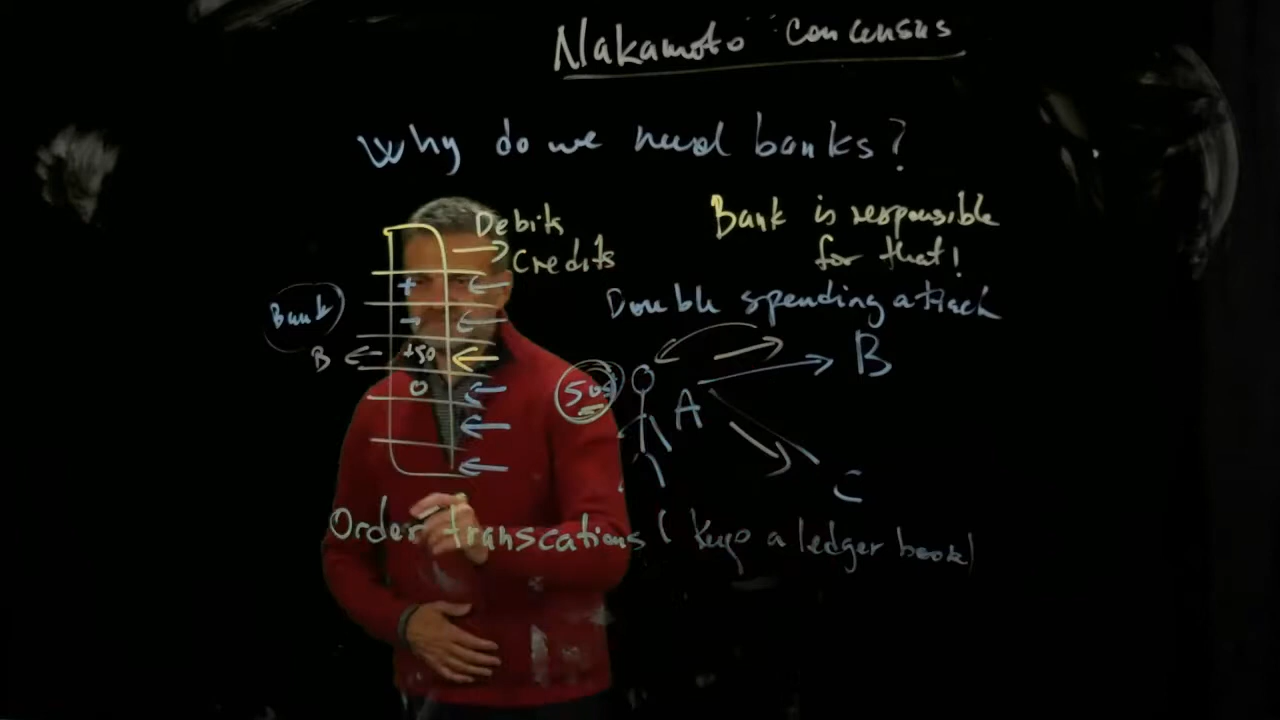 Nakamoto concensus
Why do we need banks?
Debits
Credits
Bank is responsible
for that!
Double spending attack
Bank
+
-
B
+50
0
50$
A
B
C
Order transcations ( Keep a ledger book)